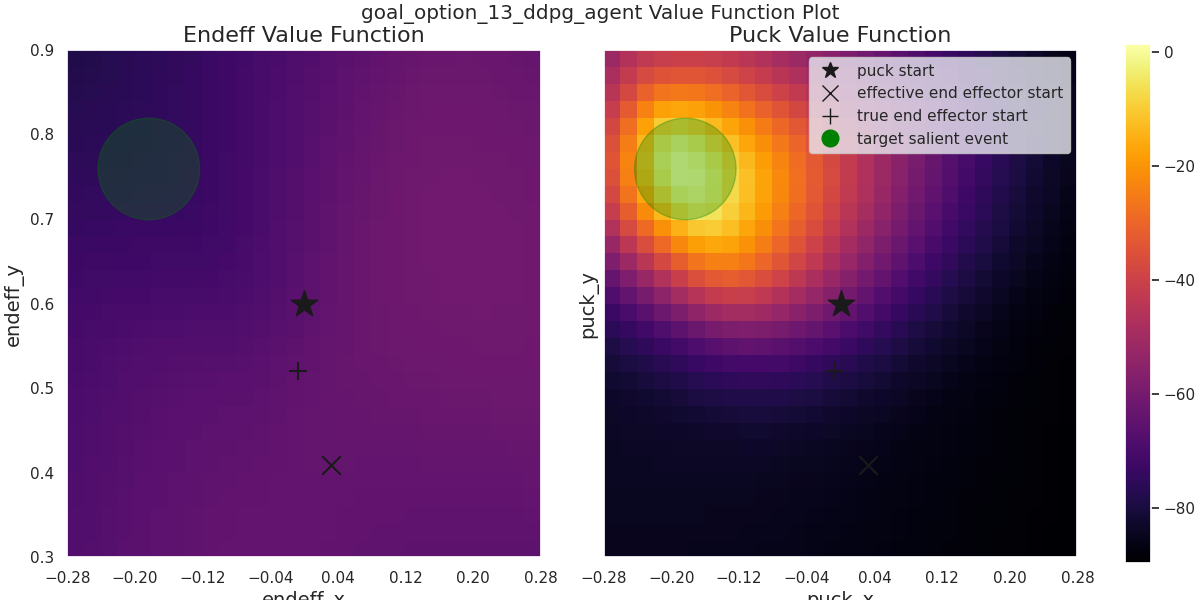 goal_option_13_ddpg_agent Value Function Plot
Endeff Value Function
Puck Value Function
puck start
effective end effector start
true end effector start
target salient event
endeff_y
0.9
0.8
0.7
0.6
0.5
0.4
0.3
−0.28 −0.20 −0.12 −0.04 0.04 0.12 0.20 0.28
endeff_x
puck_y
−0.28 −0.20 −0.12 −0.04 0.04 0.12 0.20 0.28
puck_x
0
−20
−40
−60
−80